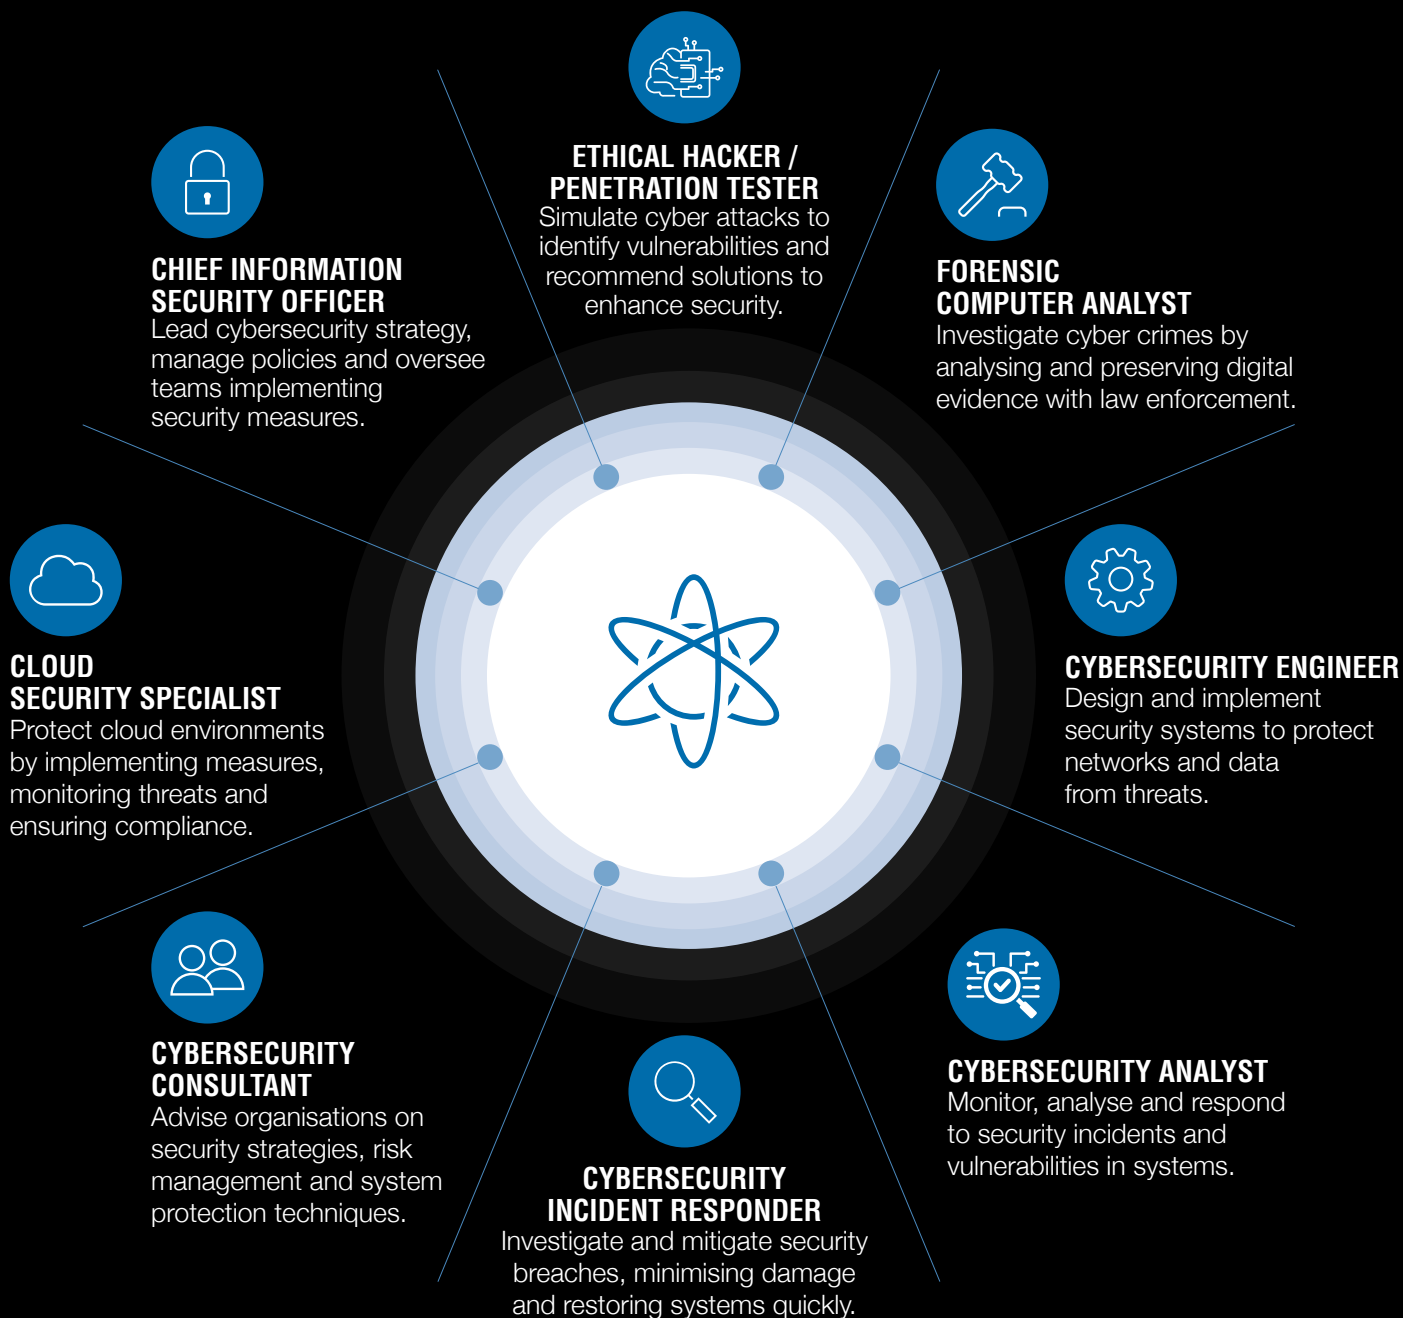 ETHICAL HACKER /
PENETRATION TESTER
Simulate cyber attacks to
identify vulnerabilities and
recommend solutions to
enhance security.
FORENSIC
COMPUTER ANALYST
Investigate cyber crimes by
analysing and preserving digital
evidence with law enforcement.
CYBERSECURITY ENGINEER
Design and implement
security systems to protect
networks and data
from threats.
CYBERSECURITY ANALYST
Monitor, analyse and respond
to security incidents and
vulnerabilities in systems.
CYBERSECURITY
INCIDENT RESPONDER
Investigate and mitigate security
breaches, minimising damage
and restoring systems quickly.
CYBERSECURITY
CONSULTANT
Advise organisations on
security strategies, risk
management and system
protection techniques.
CLOUD
SECURITY SPECIALIST
Protect cloud environments
by implementing measures,
monitoring threats and
ensuring compliance.
CHIEF INFORMATION
SECURITY OFFICER
Lead cybersecurity strategy,
manage policies and oversee
teams implementing
security measures.